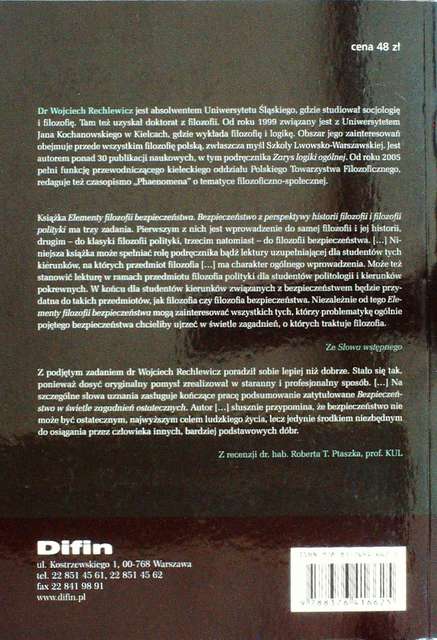 cena 48 zł
Dr Wojciech Rechlewicz jest absolwentem Uniwersytetu Śląskiego, gdzie studiował socjologię
i filozofię. Tam też uzyskał doktorat z filozofii. Od roku 1999 związany jest z Uniwersytetem
Jana Kochanowskiego w Kielcach, gdzie wykłada filozofię i logikę. Obszar jego zainteresowań
obejmuje przede wszystkim filozofię polską, zwłaszcza myśl Szkoły Lwowsko-Warszawskiej. Jest
autorem ponad 30 publikacji naukowych, w tym podręcznika Zarys logiki ogólnej. Od roku 2005
pełni funkcję przewodniczącego kieleckiego oddziału Polskiego Towarzystwa Filozoficznego,
redaguje też czasopismo „Phaenomena" o tematyce filozoficzno-społecznej.
Książka Elementy filozofii bezpieczeństwa. Bezpieczeństwo z perspektywy historii filozofii i filozofii
polityki ma trzy zadania. Pierwszym z nich jest wprowadzenie do samej filozofii i jej historii,
drugim – do klasyki filozofii polityki, trzecim natomiast – do filozofii bezpieczeństwa. [...] Ni-
niejsza książka może spełniać rolę podręcznika bądź lektury uzupełniającej dla studentów tych
kierunków, na których przedmiot filozofia [...] ma charakter ogólnego wprowadzenia. Może też
stanowić lekturę w ramach przedmiotu filozofia polityki dla studentów politologii i kierunków
pokrewnych. W końcu dla studentów kierunków związanych z bezpieczeństwem będzie przy-
datna do takich przedmiotów, jak filozofia czy filozofia bezpieczeństwa. Niezależnie od tego Ele-
menty filozofii bezpieczeństwa mogą zainteresować wszystkich tych, którzy problematykę ogólnie
pojętego bezpieczeństwa chcieliby ujrzeć w świetle zagadnień, o których traktuje filozofia.
Ze Słowa wstępnego
Z podjętym zadaniem dr Wojciech Rechlewicz poradził sobie lepiej niż dobrze. Stało się tak,
ponieważ dosyć oryginalny pomysł zrealizował w staranny i profesjonalny sposób. [...] Na
szczególne słowa uznania zasługuje kończące pracę podsumowanie zatytułowane Bezpieczeń-
stwo w świetle zagadnień ostatecznych. Autor [...] słusznie przypomina, że bezpieczeństwo nie
może być ostatecznym, najwyższym celem ludzkiego życia, lecz jedynie środkiem niezbędnym
do osiągania przez człowieka innych, bardziej podstawowych dóbr.
Z recenzji dr. hab. Roberta T. Ptaszka, prof. KUL
Difin
ul. Kostrzewskiego 1, 00-768 Warszawa
tel. 22 851 45 61, 22 851 45 62
fax 22 841 98 91
www.difin.pl
9 788376 416625